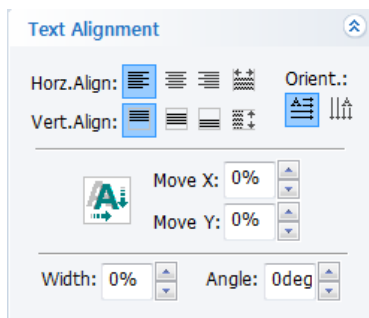 Text Alignment
Horz.Align: Orient.:
Vert.Align:
Move X: 0%
Move Y: 0%
Width: 0% Angle: 0deg